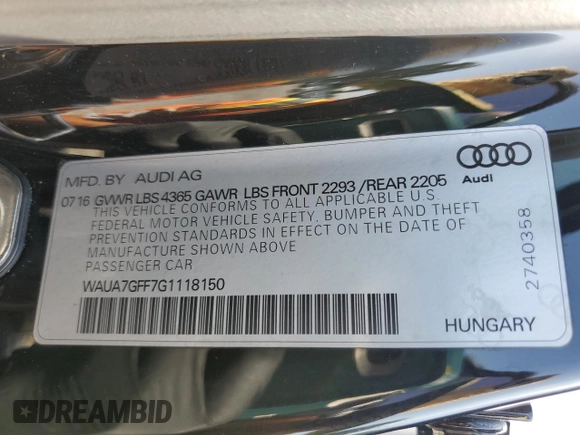 MFD. BY AUDI AG
07 16 GWWR LBS 4365 GAWR LBS FRONT 2293 /REAR 2205
THIS VEHICLE CONFORMS TO ALL APPLICABLE U.S.
FEDERAL MOTOR VEHICLE SAFETY, BUMPER AND THEFT
PREVENTION STANDARDS IN EFFECT ON THE DATE OF
MANUFACTURE SHOWN ABOVE
PASSENGER CAR
WAUA7GFF7G1118150
Audi
2740358
HUNGARY
DREAMBID